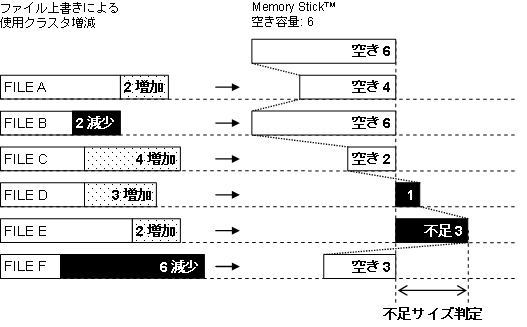 ファイル上書きによる
使用クラスタ増減
Memory Stick™
空き容量: 6
空き 6
FILE A
2 増加
空き 4
FILE B
2 減少
空き 6
FILE C
4 増加
空き 2
FILE D
3 増加
1
FILE E
2 増加
不足 3
FILE F
6 減少
空き 3
不足サイズ判定